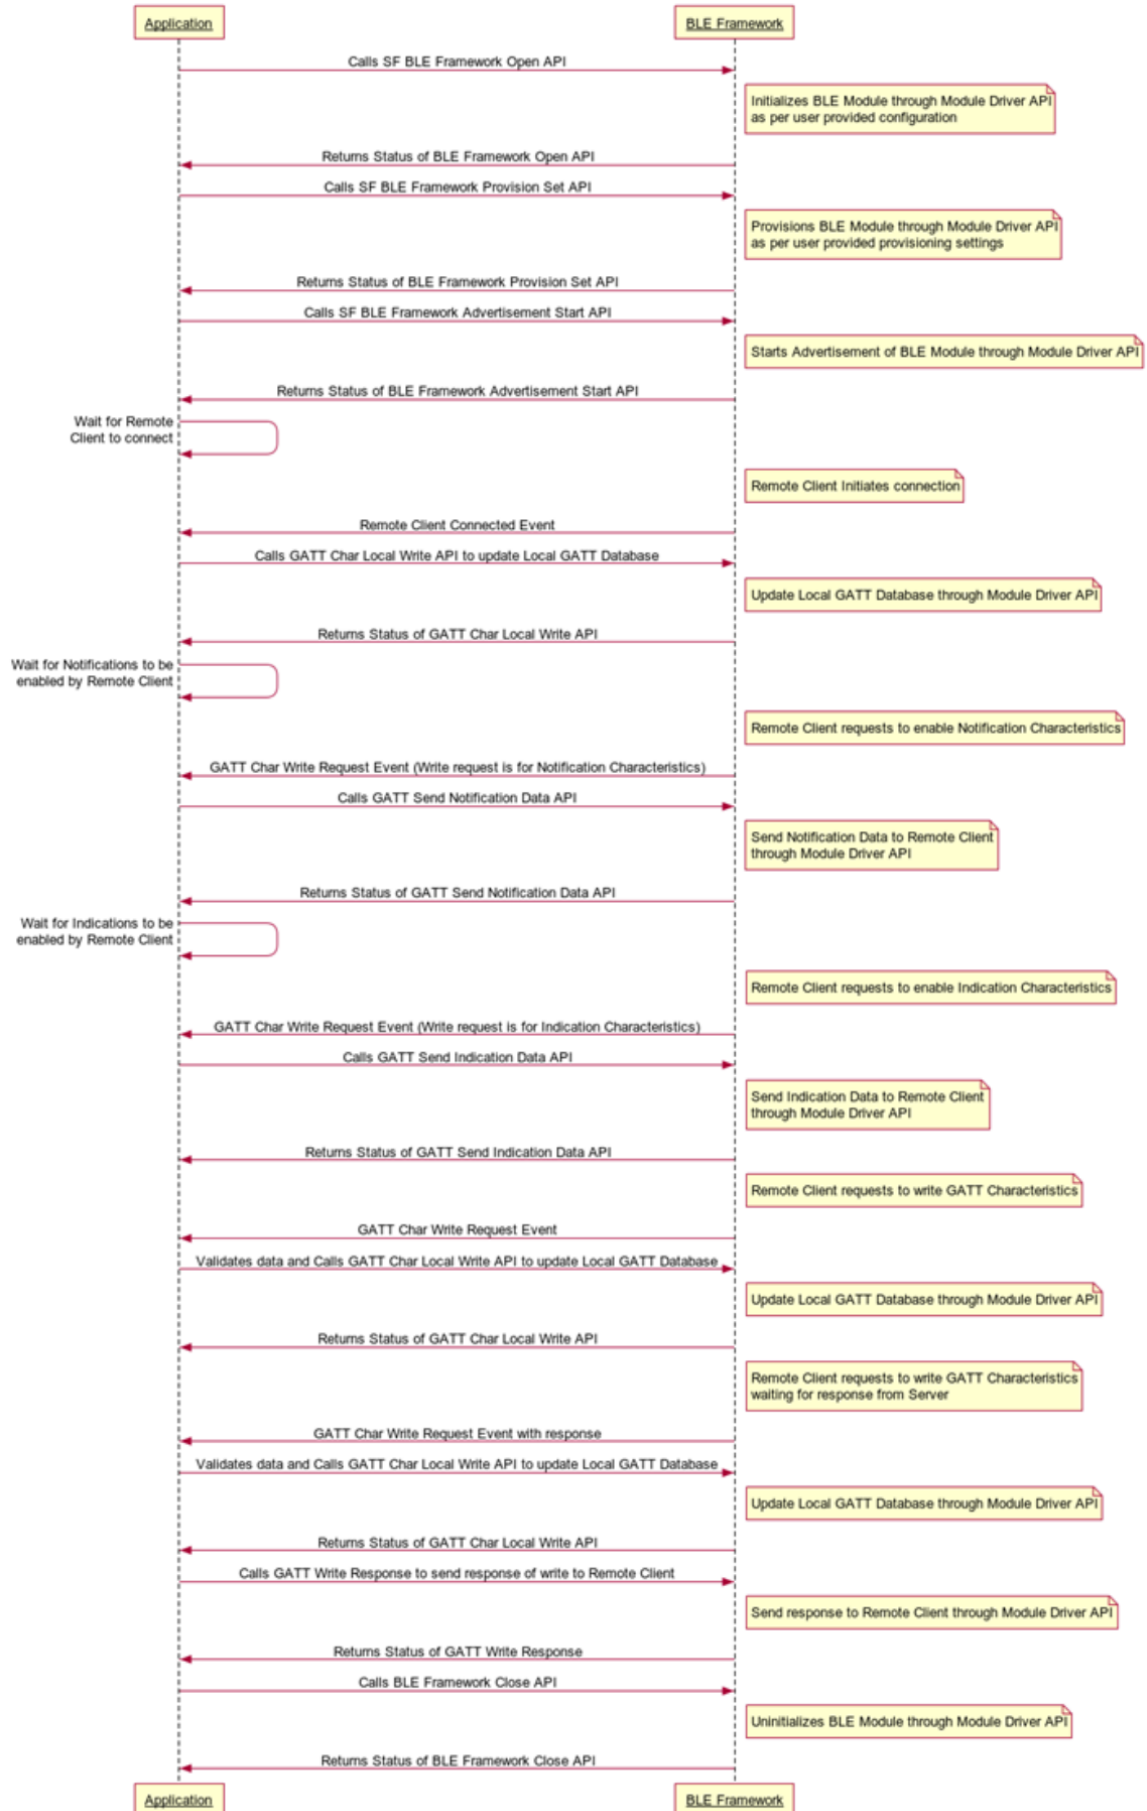 Application
BLE Framework
Calls SF BLE Framework Open API
Initializes BLE Module through Module Driver API
as per user provided configuration
Returns Status of BLE Framework Open API
Calls SF BLE Framework Provision Set API
Provisions BLE Module through Module Driver API
as per user provided provisioning settings
Returns Status of BLE Framework Provision Set API
Calls SF BLE Framework Advertisement Start API
Starts Advertisement of BLE Module through Module Driver API
Returns Status of BLE Framework Advertisement Start API
Wait for Remote
Client to connect
Remote Client Initiates connection
Remote Client Connected Event
Calls GATT Char Local Write API to update Local GATT Database
Update Local GATT Database through Module Driver API
Returns Status of GATT Char Local Write API
Wait for Notifications to be
enabled by Remote Client
Remote Client requests to enable Notification Characteristics
GATT Char Write Request Event (Write request is for Notification Characteristics)
Calls GATT Send Notification Data API
Send Notification Data to Remote Client
through Module Driver API
Returns Status of GATT Send Notification Data API
Wait for Indications to be
enabled by Remote Client
Remote Client requests to enable Indication Characteristics
GATT Char Write Request Event (Write request is for Indication Characteristics)
Calls GATT Send Indication Data API
Send Indication Data to Remote Client
through Module Driver API
Returns Status of GATT Send Indication Data API
Remote Client requests to write GATT Characteristics
GATT Char Write Request Event
Validates data and Calls GATT Char Local Write API to update Local GATT Database
Update Local GATT Database through Module Driver API
Returns Status of GATT Char Local Write API
Remote Client requests to write GATT Characteristics
waiting for response from Server
GATT Char Write Request Event with response
Validates data and Calls GATT Char Local Write API to update Local GATT Database
Update Local GATT Database through Module Driver API
Returns Status of GATT Char Local Write API
Calls GATT Write Response to send response of write to Remote Client
Send response to Remote Client through Module Driver API
Returns Status of GATT Write Response
Calls BLE Framework Close API
Uninitializes BLE Module through Module Driver API
Returns Status of BLE Framework Close API
Application
BLE Framework